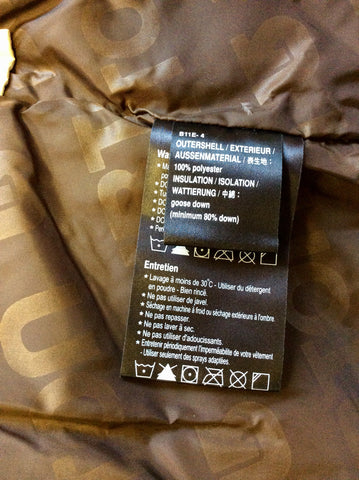 B11E- 4
OUTERSHELL / EXTERIEUR /
AUSSENMATERIAL / 表生地 :
100% polyester
INSULATION / ISOLATION /
WATTIERUNG / 中綿 :
goose down
(minimum 80% down)
Entretien
* Lavage à moins de 30°C - Utiliser du détergent
en poudre - Bien rincé.
* Ne pas utiliser de javel.
* Séchage en machine à froid ou séchage extérieur à l'ombre.
* Ne pas repasser.
* Ne pas laver à sec.
* Ne pas utiliser d'adoucissants.
* Entretenir périodiquement l'imperméabilité de votre vêtement
- Utiliser seulement des sprays adaptées.